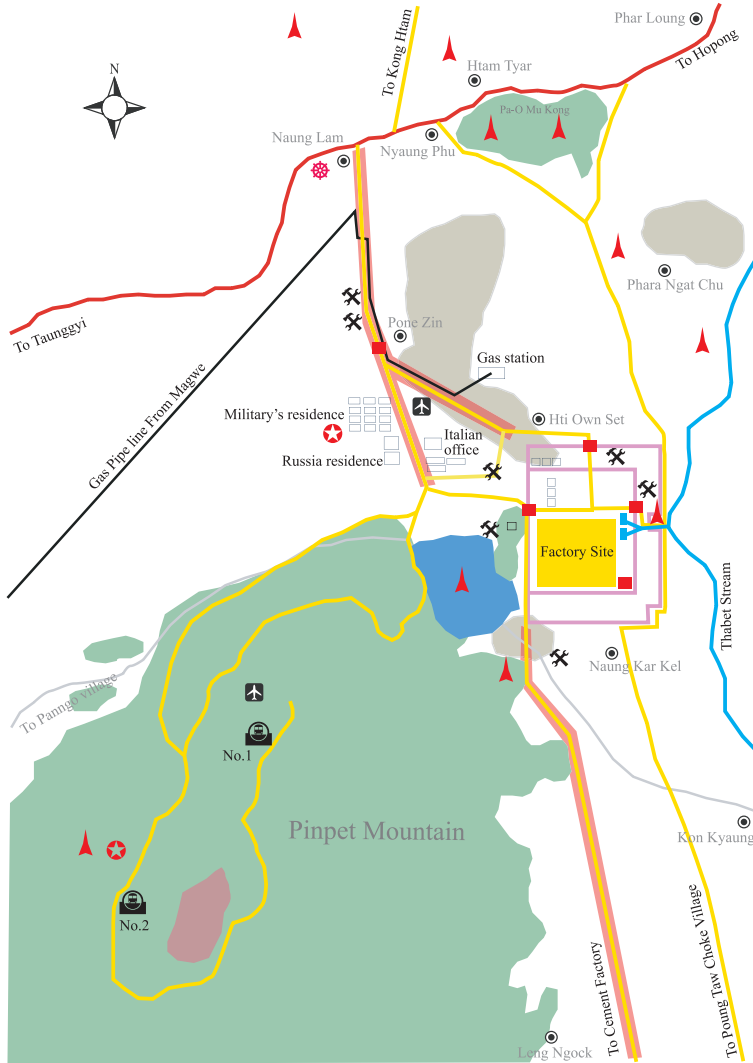 Phar Loung
To Hopong
To Kong Htam
Htam Tyar
N
Pa-O Mu Kong
Naung Lam
Nyaung Phu
Phara Ngat Chu
To Taunggyi
Pone Zin
Gas station
Gas Pipe line From Magwe
Military's residence
Hti Own Set
Italian
office
Russia residence
Factory Site
Thabet Stream
Naung Kar Kel
To Panngo village
No.1
Pinpet Mountain
Kon Kyaung
No.2
To Cement Factory
To Poung Taw Choke Village
Leng Ngock